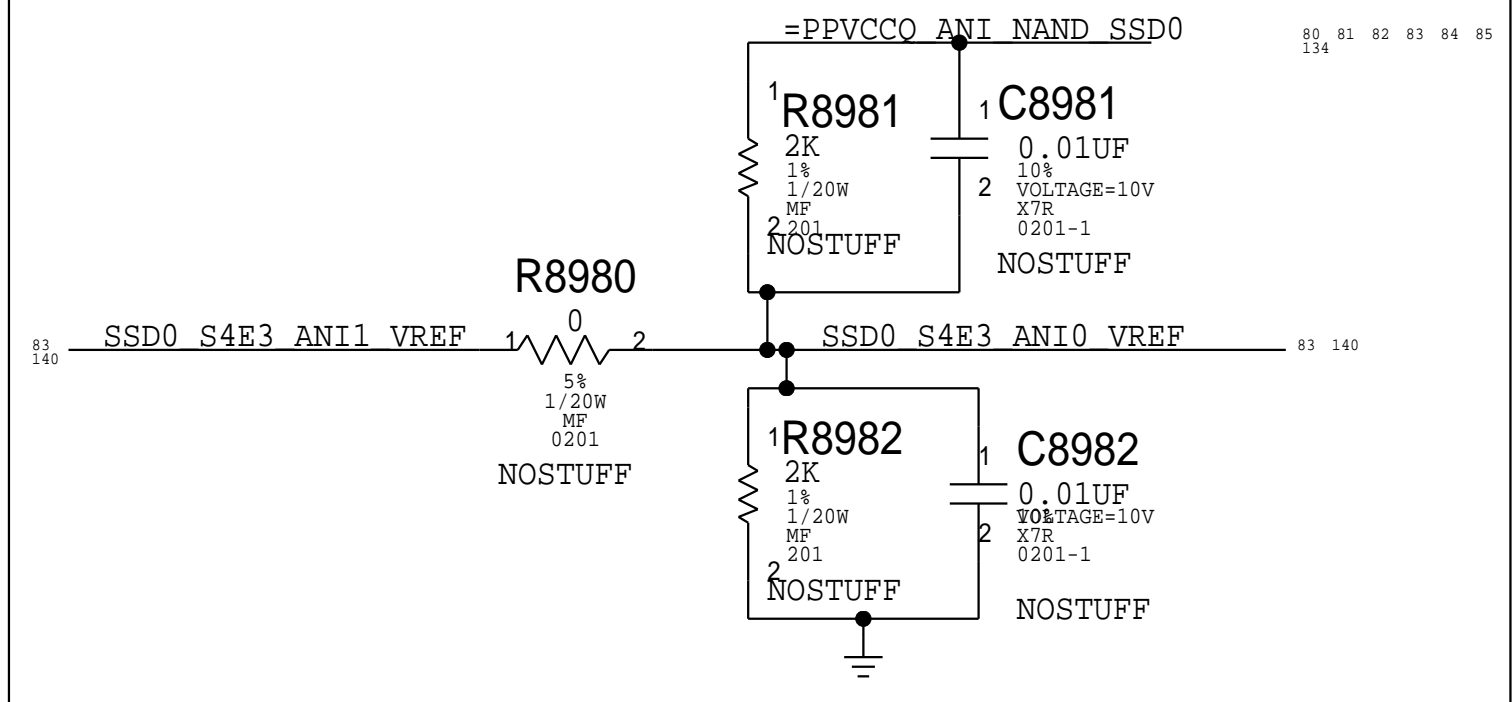 =PPVCCQ_ANI_NAND_SSD0
80 81 82 83 84 85
134
1
R8981
2K
1%
1/20W
MF
201
2
NOSTUFF
1
C8981
0.01UF
10%
VOLTAGE=10V
X7R
0201-1
2
NOSTUFF
R8980
0
83
140
SSD0_S4E3_ANI1_VREF
1
2
SSD0_S4E3_ANI0_VREF
83 140
5%
1/20W
MF
0201
NOSTUFF
1
R8982
2K
1%
1/20W
MF
201
2
NOSTUFF
1
C8982
0.01UF
10%
VOLTAGE=10V
X7R
0201-1
2
NOSTUFF